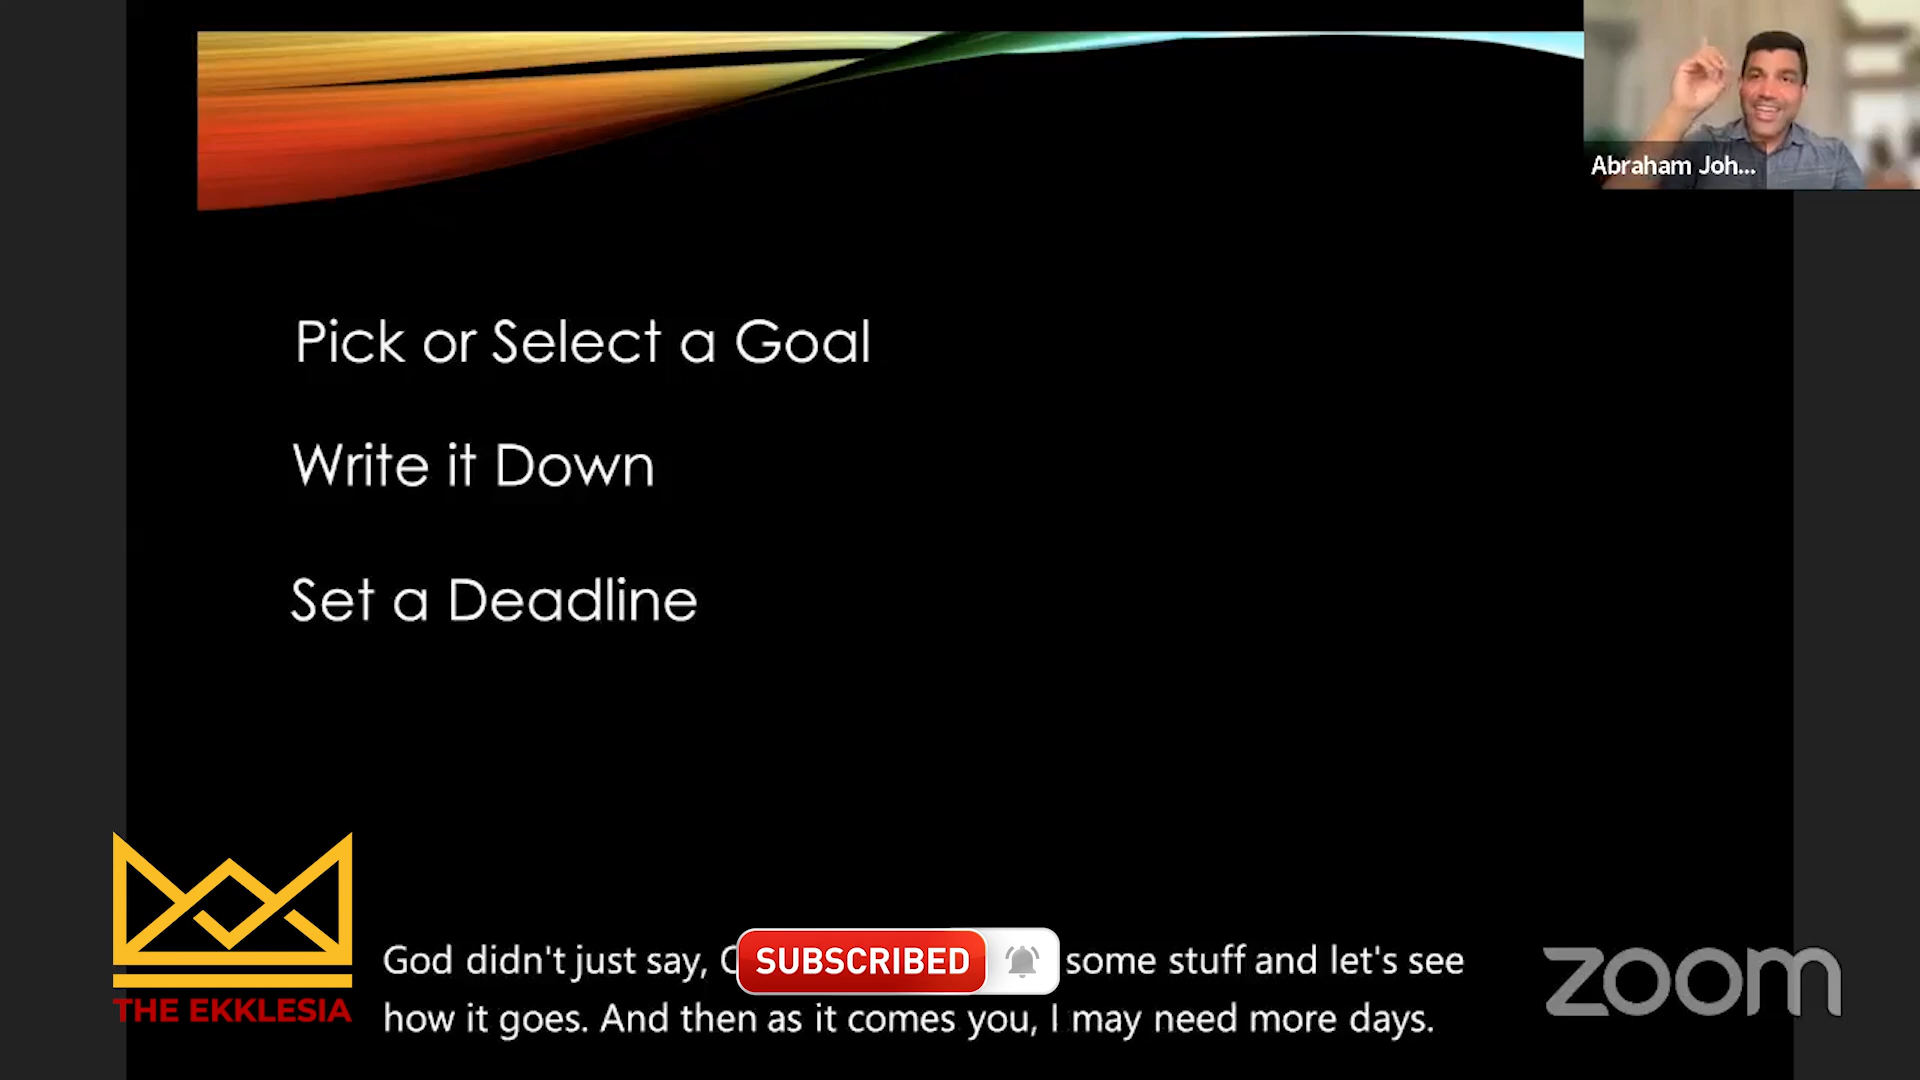 Abraham Joh...
Pick or Select a Goal
Write it Down
Set a Deadline
THE EKKLESIA
God didn't just say, SUBSCRIBED some stuff and let's see
how it goes. And then as it comes you, I may need more days.
zoom